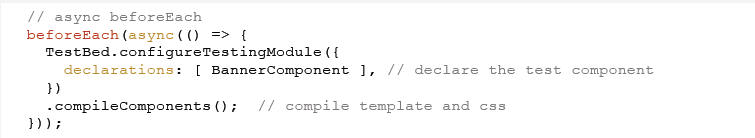 // async beforeEach
beforeEach(async(() => {
  TestBed.configureTestingModule({
    declarations: [ BannerComponent ], // declare the test component
  })
  .compileComponents();  // compile template and css
}));